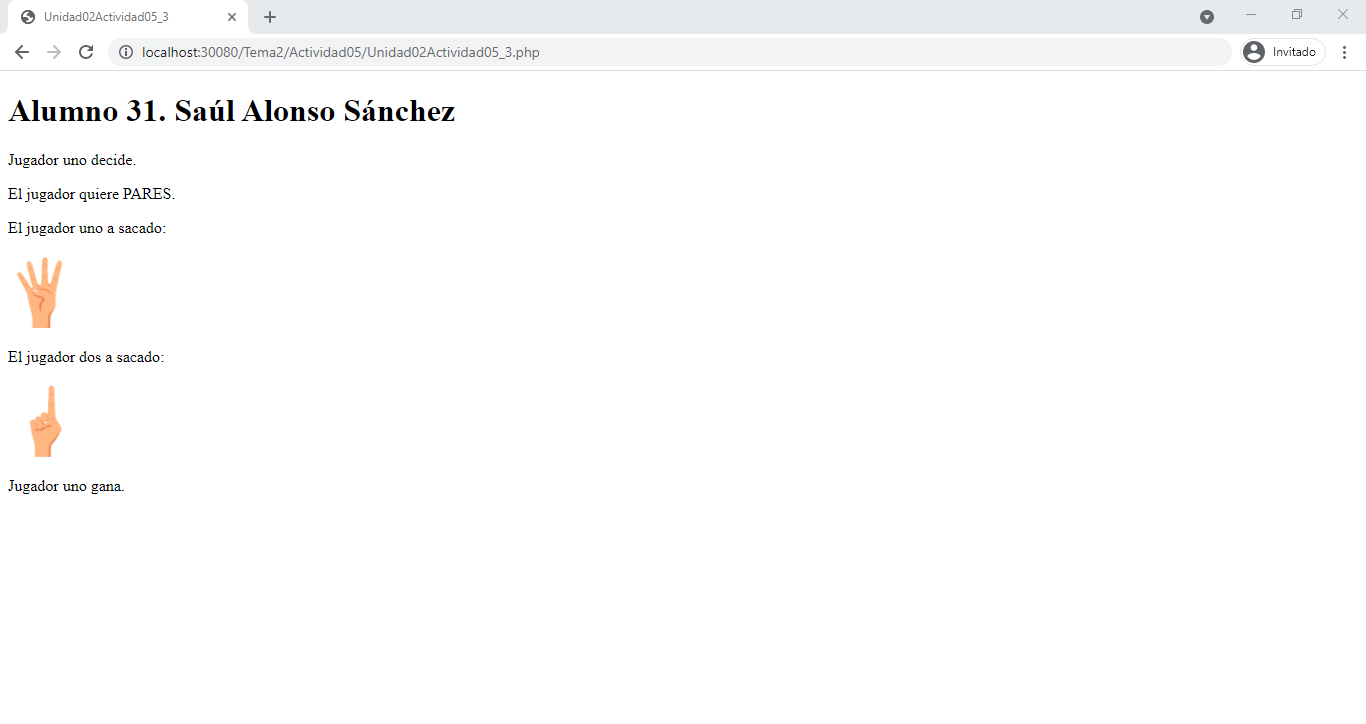 Unidad02Actividad05_3
localhost:30080/Tema2/Actividad05/Unidad02Actividad05_3.php
Invitado
Alumno 31. Saúl Alonso Sánchez
Jugador uno decide.
El jugador quiere PARES.
El jugador uno a sacado:
El jugador dos a sacado:
Jugador uno gana.